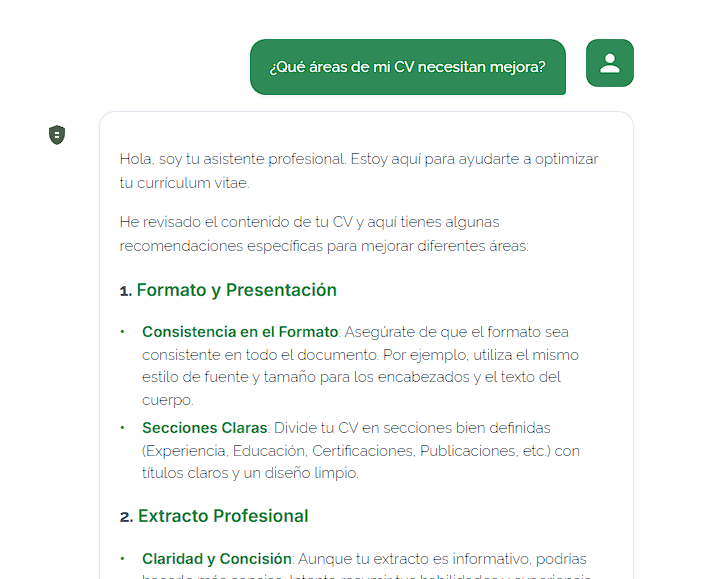 ¿Qué áreas de mi CV necesitan mejora?
Hola, soy tu asistente profesional. Estoy aquí para ayudarte a optimizar
tu currículum vitae.
He revisado el contenido de tu CV y aquí tienes algunas
recomendaciones específicas para mejorar diferentes áreas:
1. Formato y Presentación
• Consistencia en el Formato: Asegúrate de que el formato sea
consistente en todo el documento. Por ejemplo, utiliza el mismo
estilo de fuente y tamaño para los encabezados y el texto del
cuerpo.
• Secciones Claras: Divide tu CV en secciones bien definidas
(Experiencia, Educación, Certificaciones, Publicaciones, etc.) con
títulos claros y un diseño limpio.
2. Extracto Profesional
• Claridad y Concisión: Aunque tu extracto es informativo, podrías